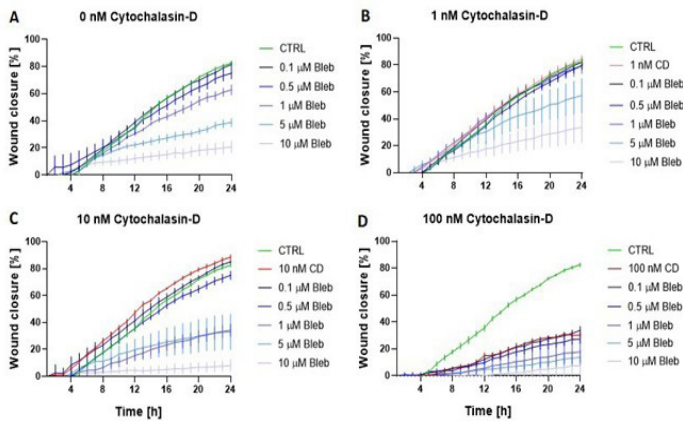 A
0 nM Cytochalasin-D
Wound closure [%]
100
80
60
40
20
0
4
8
12
16
20
24
CTRL
0.1 µM Bleb
0.5 µM Bleb
1 µM Bleb
5 µM Bleb
10 µM Bleb
B
1 nM Cytochalasin-D
Wound closure [%]
100
80
60
40
20
0
4
8
12
16
20
24
CTRL
1 nM CD
0.1 µM Bleb
0.5 µM Bleb
1 µM Bleb
5 µM Bleb
10 µM Bleb
C
10 nM Cytochalasin-D
Wound closure [%]
100
80
60
40
20
0
0
4
8
12
16
20
24
Time [h]
CTRL
10 nM CD
0.1 µM Bleb
0.5 µM Bleb
1 µM Bleb
5 µM Bleb
10 µM Bleb
D
100 nM Cytochalasin-D
Wound closure [%]
100
80
60
40
20
0
0
4
8
12
16
20
24
Time [h]
CTRL
100 nM CD
0.1 µM Bleb
0.5 µM Bleb
1 µM Bleb
5 µM Bleb
10 µM Bleb